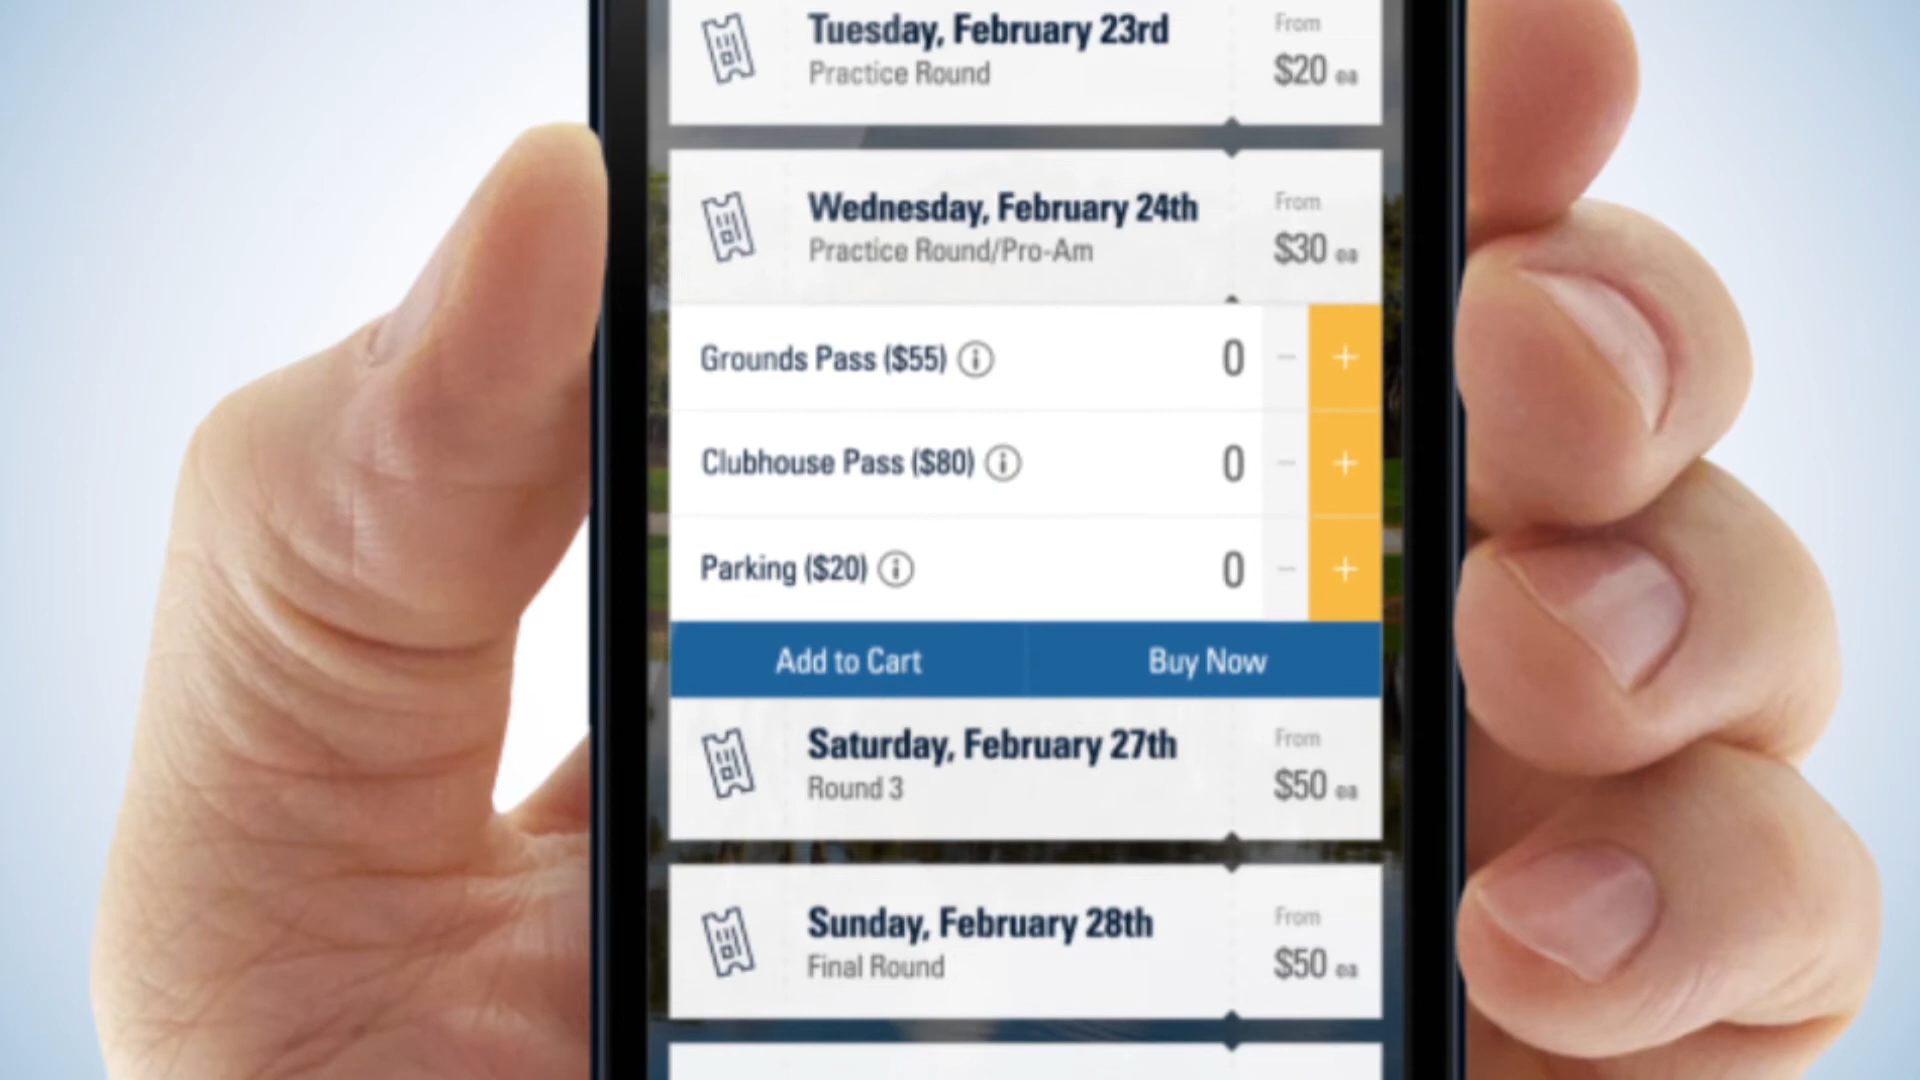 Tuesday, February 23rd
Practice Round
From
$20 ea
Wednesday, February 24th
Practice Round/Pro-Am
From
$30 ea
Grounds Pass ($55) i 0 − +
Clubhouse Pass ($80) i 0 − +
Parking ($20) i 0 − +
Add to Cart
Buy Now
Saturday, February 27th
Round 3
From
$50 ea
Sunday, February 28th
Final Round
From
$50 ea